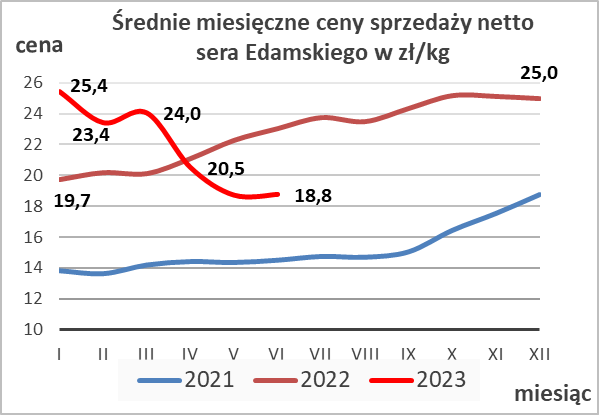 Średnie miesięczne ceny sprzedaży netto
sera Edamskiego w zł/kg
cena
26
24
22
20
18
16
14
12
10
25,4
23,4
24,0
20,5
18,8
19,7
25,0
I II III IV V VI VII VIII IX X XI XII
2021 2022 2023
miesiąc